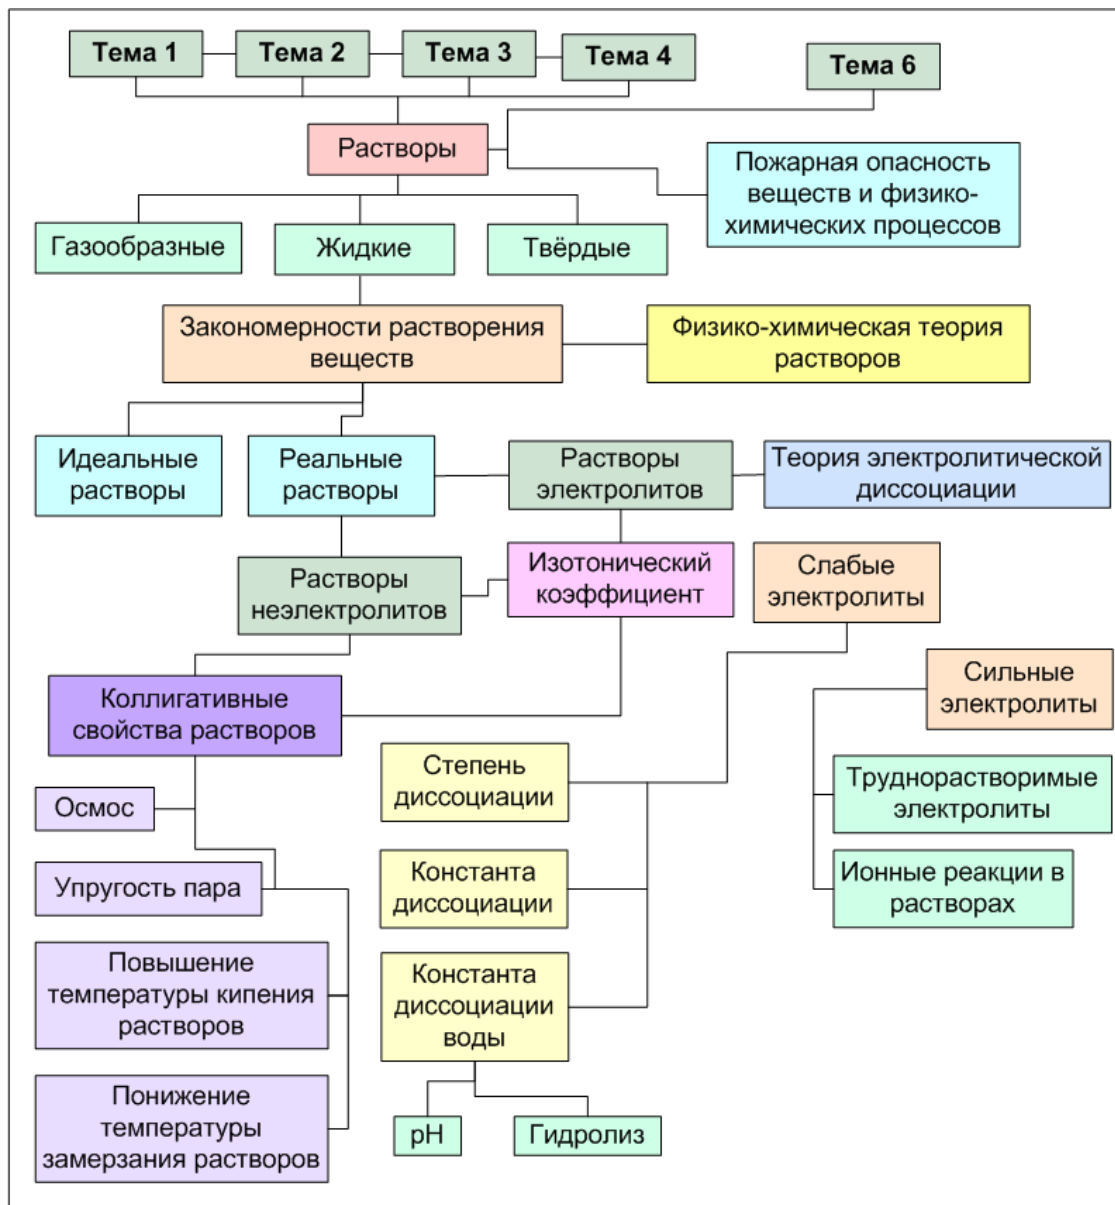 Тема 1
Тема 2
Тема 3
Тема 4
Тема 6
Растворы
Пожарная опасность
веществ и физико-
химических процессов
Газообразные
Жидкие
Твёрдые
Закономерности растворения
веществ
Физико-химическая теория
растворов
Идеальные
растворы
Реальные
растворы
Растворы
электролитов
Теория электролитической
диссоциации
Растворы
неэлектролитов
Изотонический
коэффициент
Слабые
электролиты
Сильные
электролиты
Коллигативные
свойства растворов
Степень
диссоциации
Труднорастворимые
электролиты
Осмос
Упругость пара
Константа
диссоциации
Ионные реакции в
растворах
Повышение
температуры кипения
растворов
Константа
диссоциации
воды
Понижение
температуры
замерзания растворов
pH
Гидролиз